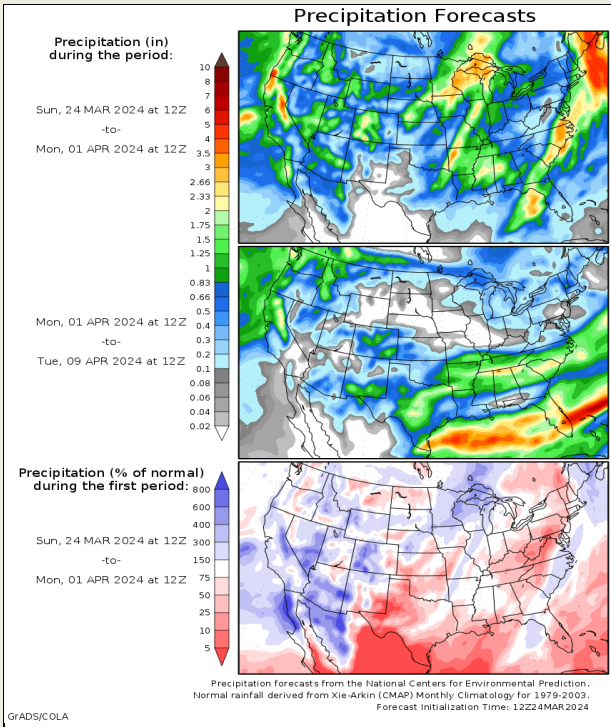 Precipitation Forecasts
Precipitation (in)
during the period:
10
8
7
6
5
4
3.5
3
2.66
2.33
2
1.75
1.5
1.25
1
0.83
0.66
0.5
0.4
0.3
0.2
0.1
0.08
0.06
0.04
0.02
Sun, 24 MAR 2024 at 12Z
-to-
Mon, 01 APR 2024 at 12Z
Mon, 01 APR 2024 at 12Z
-to-
Tue, 09 APR 2024 at 12Z
Precipitation (% of normal)
during the first period:
800
600
400
300
150
75
50
25
10
5
Sun, 24 MAR 2024 at 12Z
-to-
Mon, 01 APR 2024 at 12Z
Precipitation forecasts from the National Centers for Environmental Prediction.
Normal rainfall derived from Xie-Arkin (CMAP) Monthly Climatology for 1979-2003.
Forecast Initialization Time: 12Z24MAR2024
GrADS/COLA